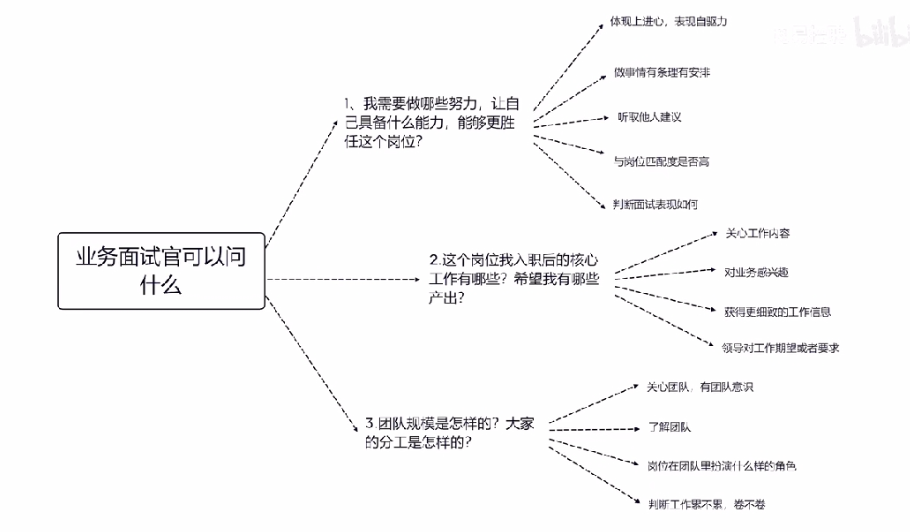 业务面试官可以问
什么
1、我需要做哪些努力，让自
己具备什么能力，能够更胜
任这个岗位？
体现上进心，表现自驱力
做事情有条理有安排
听取他人建议
与岗位匹配度是否高
判断面试表现如何
2.这个岗位我入职后的核心
工作有哪些？希望我有哪些
产出？
关心工作内容
对业务感兴趣
获得更细致的工作信息
领导对工作期望或者要求
3.团队规模是怎样的？大家
的分工是怎样的？
关心团队，有团队意识
了解团队
岗位在团队里扮演什么样的角色
判断工作累不累，卷不卷